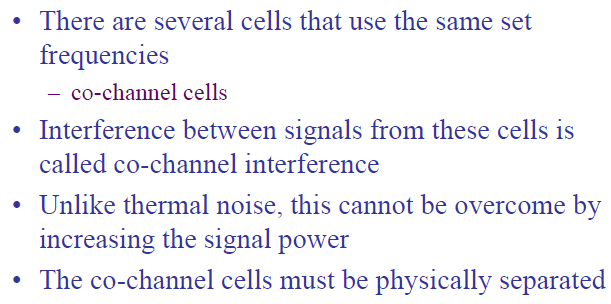 • There are several cells that use the same set
frequencies
– co-channel cells
• Interference between signals from these cells is
called co-channel interference
• Unlike thermal noise, this cannot be overcome by
increasing the signal power
• The co-channel cells must be physically separated